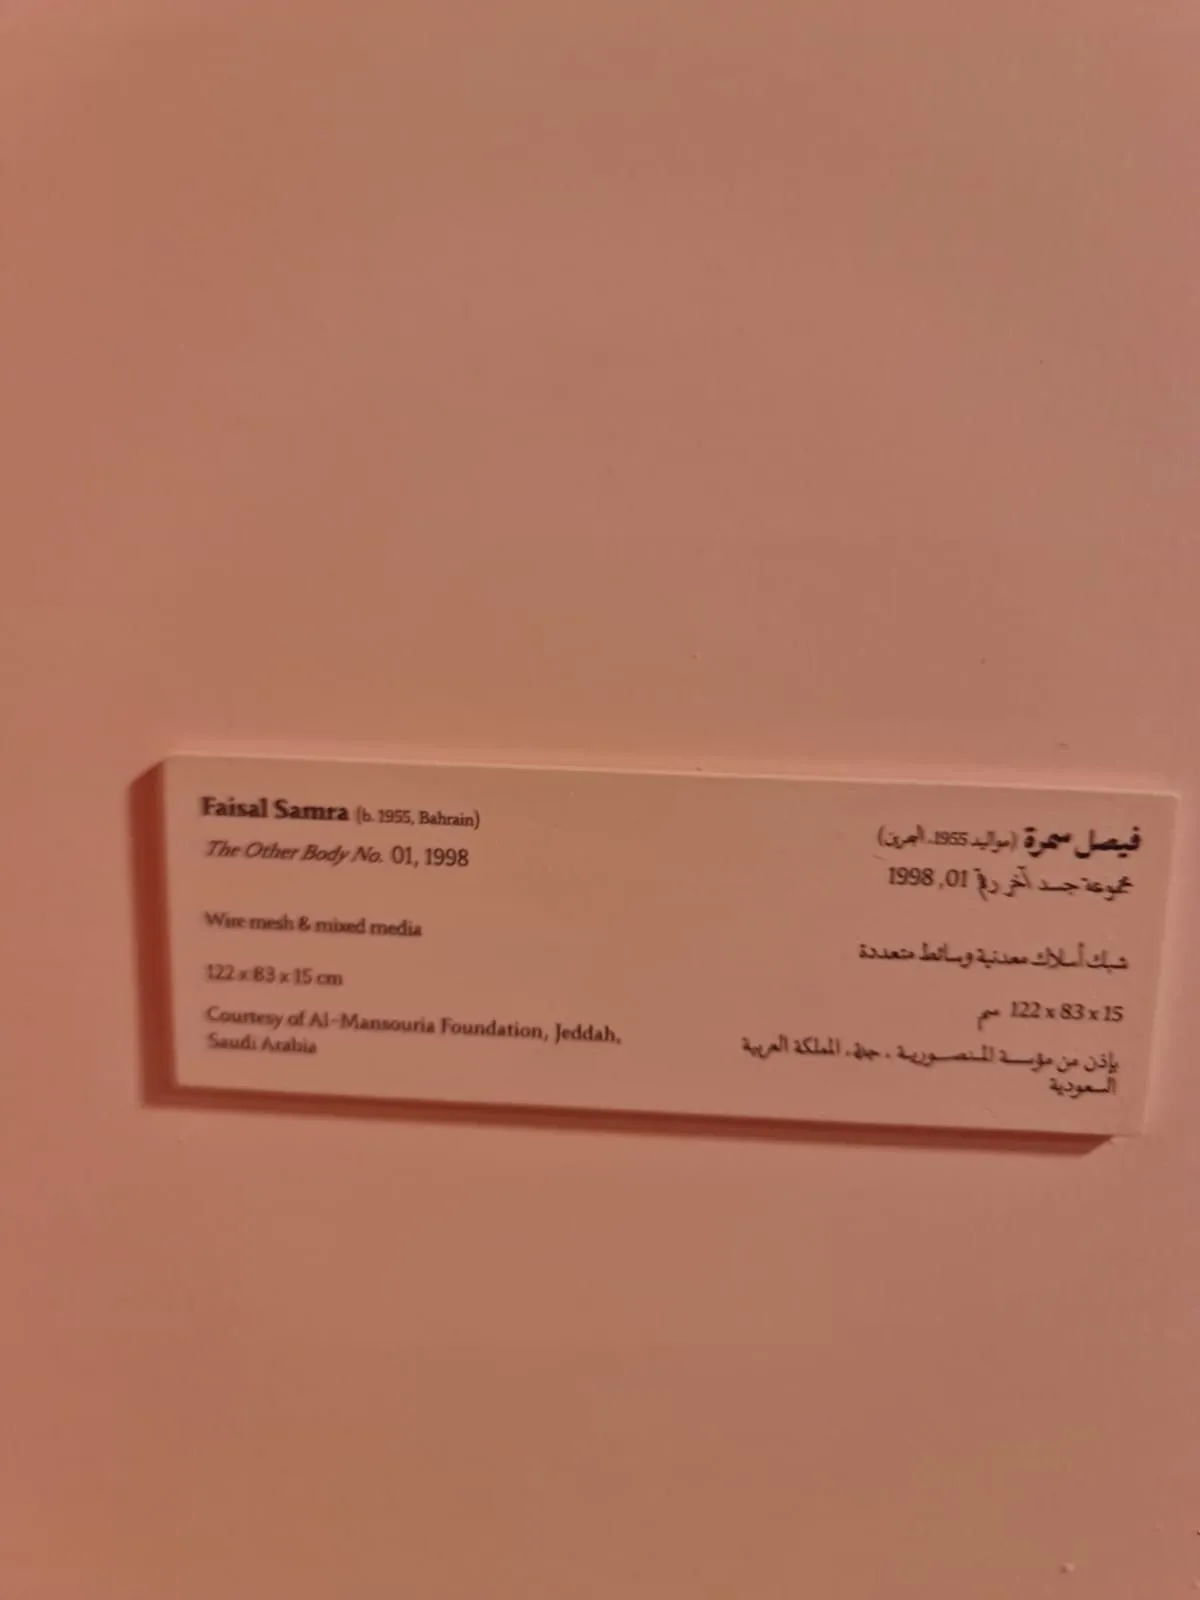 Faisal Samra (b. 1955, Bahrain)
The Other Body No. 01, 1998
Wire mesh & mixed media
122 x 83 x 15 cm
Courtesy of Al-Mansouria Foundation, Jeddah,
Saudi Arabia
فيصل سمرة (مواليد 1955، البحرين)
مجموعة جسد آخر رقم 01, 1998
شبك أسلاك معدنية وسائط متعددة
122 x 83 x 15 سم
بإذن من مؤسسة المنصورية ، جدة، المملكة العربية
السعودية